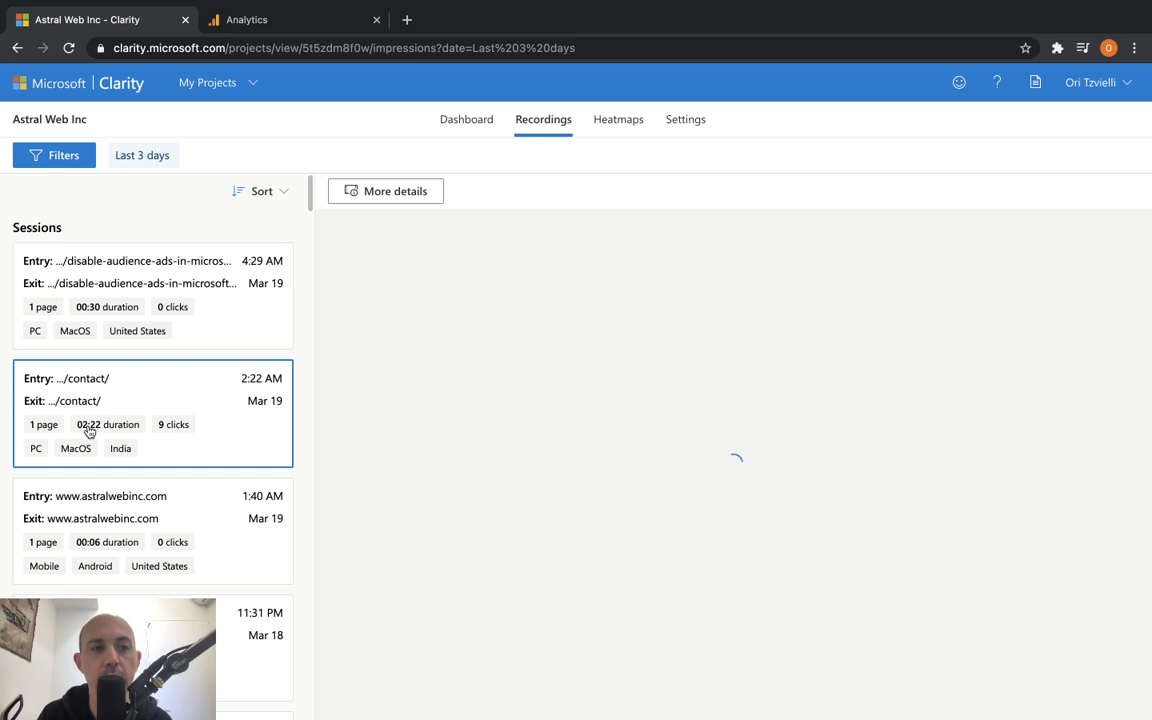 Astral Web Inc - Clarity
Analytics
clarity.microsoft.com/projects/view/5t5zdm8f0w/impressions?date=Last%203%20days
O
Microsoft | Clarity
My Projects
Ori Tzvielli
Astral Web Inc
Dashboard
Recordings
Heatmaps
Settings
Filters
Last 3 days
Sort
More details
Sessions
Entry: .../disable-audience-ads-in-micros... 4:29 AM
Exit: .../disable-audience-ads-in-microsoft... Mar 19
1 page 00:30 duration 0 clicks
PC MacOS United States
Entry: .../contact/ 2:22 AM
Exit: .../contact/ Mar 19
1 page 02:22 duration 9 clicks
PC MacOS India
Entry: www.astralwebinc.com 1:40 AM
Exit: www.astralwebinc.com Mar 19
1 page 00:06 duration 0 clicks
Mobile Android United States
11:31 PM
Mar 18